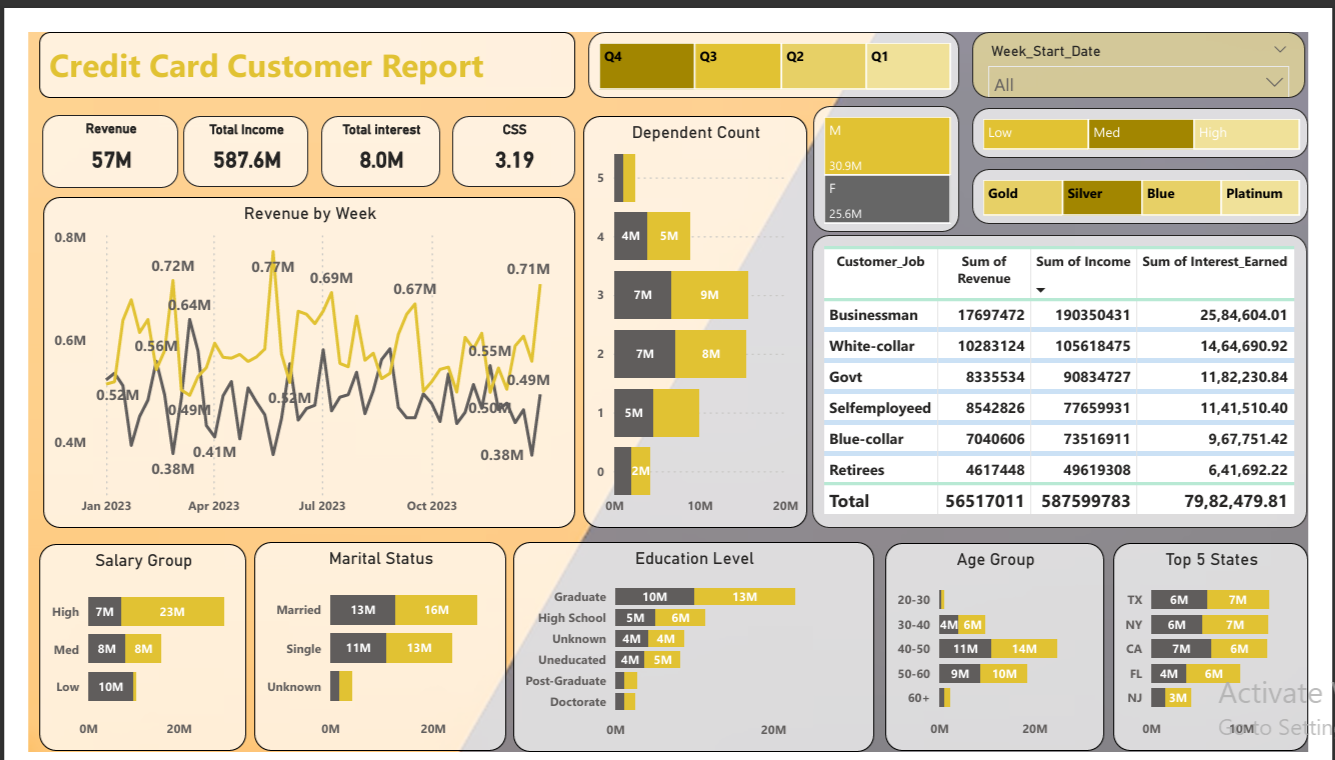 Credit Card Customer Report
Q4
Q3
Q2
Q1
Week_Start_Date
All
Revenue
57M
Total Income
587.6M
Total interest
8.0M
CSS
3.19
Low
Med
High
Gold
Silver
Blue
Platinum
M
30.9M
F
25.6M
Revenue by Week
0.8M
0.6M
0.4M
0.72M
0.77M
0.69M
0.67M
0.71M
0.64M
0.56M
0.55M
0.52M
0.49M
0.52M
0.50M
0.49M
0.41M
0.38M
0.38M
Jan 2023
Apr 2023
Jul 2023
Oct 2023
Dependent Count
5
4 4M 5M
3 7M 9M
2 7M 8M
1 5M
0 2M
0M 10M 20M
Customer_Job Sum of Revenue Sum of Income Sum of Interest_Earned
Businessman 17697472 190350431 25,84,604.01
White-collar 10283124 105618475 14,64,690.92
Govt 8335534 90834727 11,82,230.84
Selfemployeed 8542826 77659931 11,41,510.40
Blue-collar 7040606 73516911 9,67,751.42
Retirees 4617448 49619308 6,41,692.22
Total 56517011 587599783 79,82,479.81
Salary Group
High 7M 23M
Med 8M 8M
Low 10M
0M 20M
Marital Status
Married 13M 16M
Single 11M 13M
Unknown
0M 20M
Education Level
Graduate 10M 13M
High School 5M 6M
Unknown 4M 4M
Uneducated 4M 5M
Post-Graduate
Doctorate
0M 20M
Age Group
20-30
30-40 4M 6M
40-50 11M 14M
50-60 9M 10M
60+
0M 20M
Top 5 States
TX 6M 7M
NY 6M 7M
CA 7M 6M
FL 4M 6M
NJ 3M
0M 10M
Activate
Go to Settin